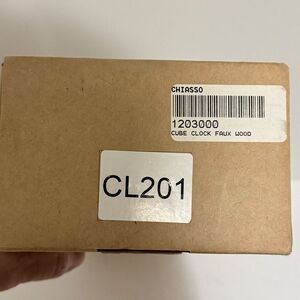 CHIASSO
1203000
CUBE CLOCK FAUX WOOD
CL201